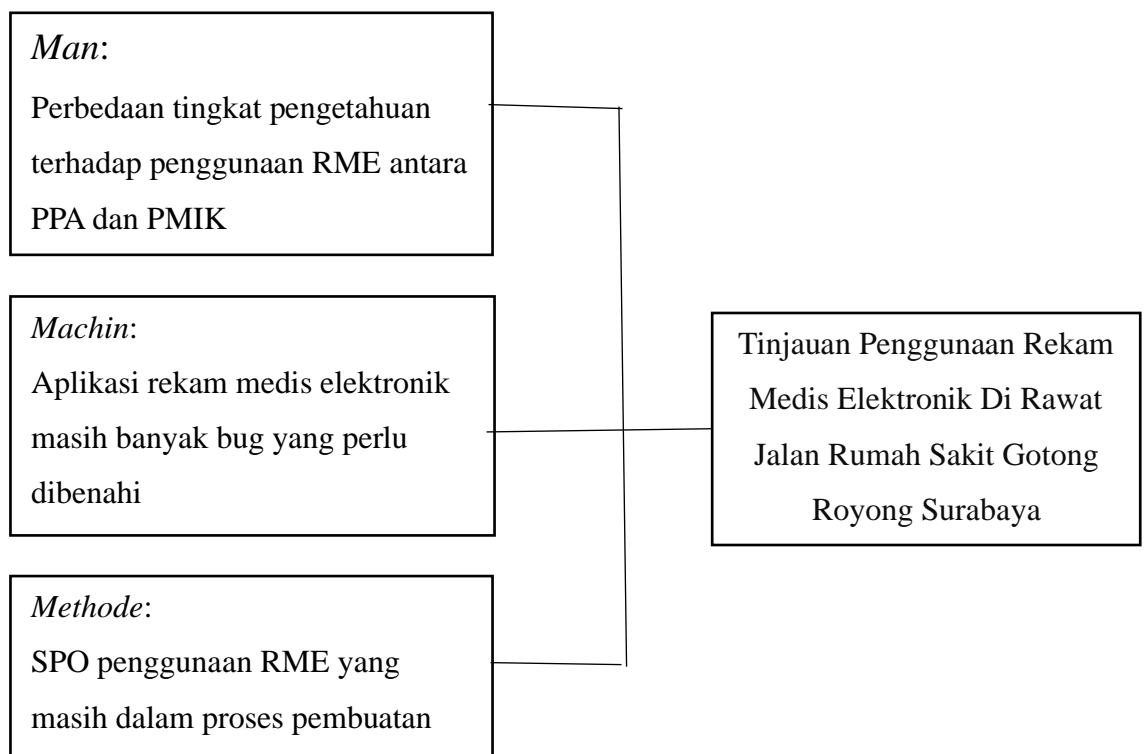 Man:
Perbedaan tingkat pengetahuan
terhadap penggunaan RME antara
PPA dan PMIK
Machin:
Aplikasi rekam medis elektronik
masih banyak bug yang perlu
dibenahi
Methode:
SPO penggunaan RME yang
masih dalam proses pembuatan
Tinjauan Penggunaan Rekam
Medis Elektronik Di Rawat
Jalan Rumah Sakit Gotong
Royong Surabaya